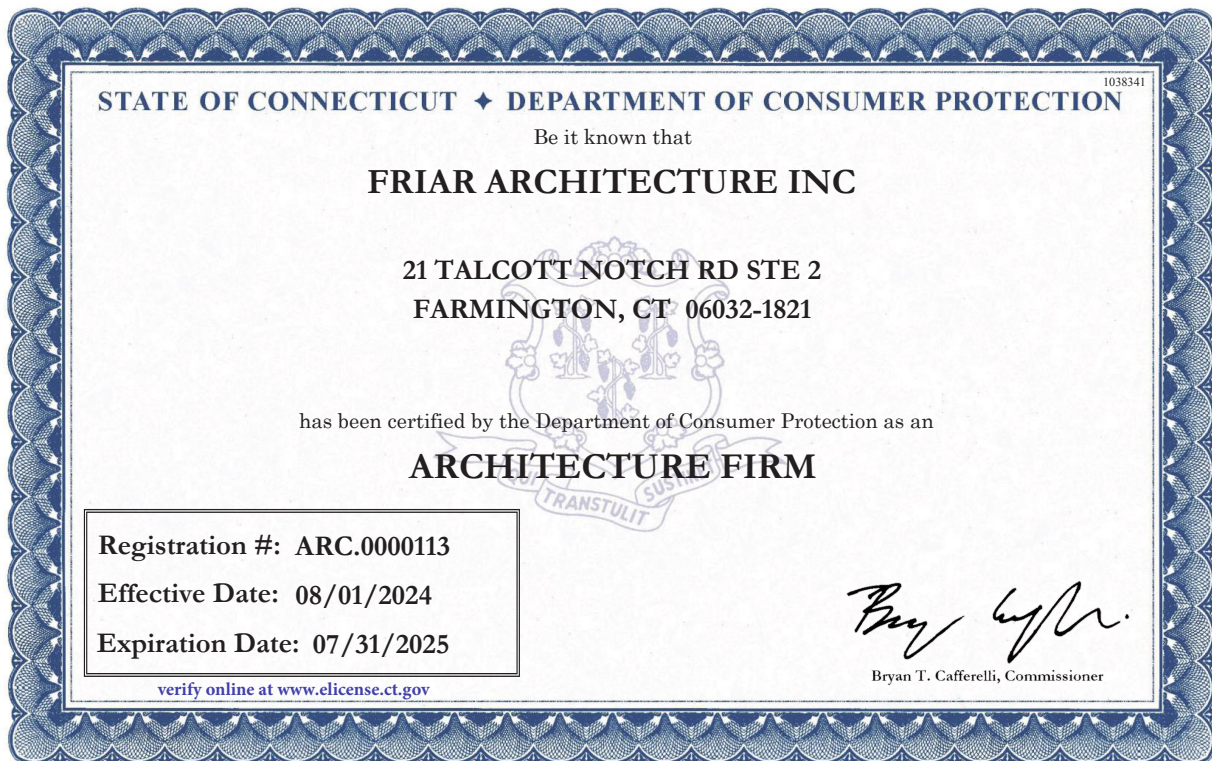 1038341
STATE OF CONNECTICUT ✦ DEPARTMENT OF CONSUMER PROTECTION
Be it known that
FRIAR ARCHITECTURE INC
21 TALCOTT NOTCH RD STE 2
FARMINGTON, CT 06032-1821
has been certified by the Department of Consumer Protection as an
ARCHITECTURE FIRM
QUI TRANSTULIT SUSTINET
Registration #: ARC.0000113
Effective Date: 08/01/2024
Expiration Date: 07/31/2025
verify online at www.elicense.ct.gov
Bryan T. Cafferelli, Commissioner